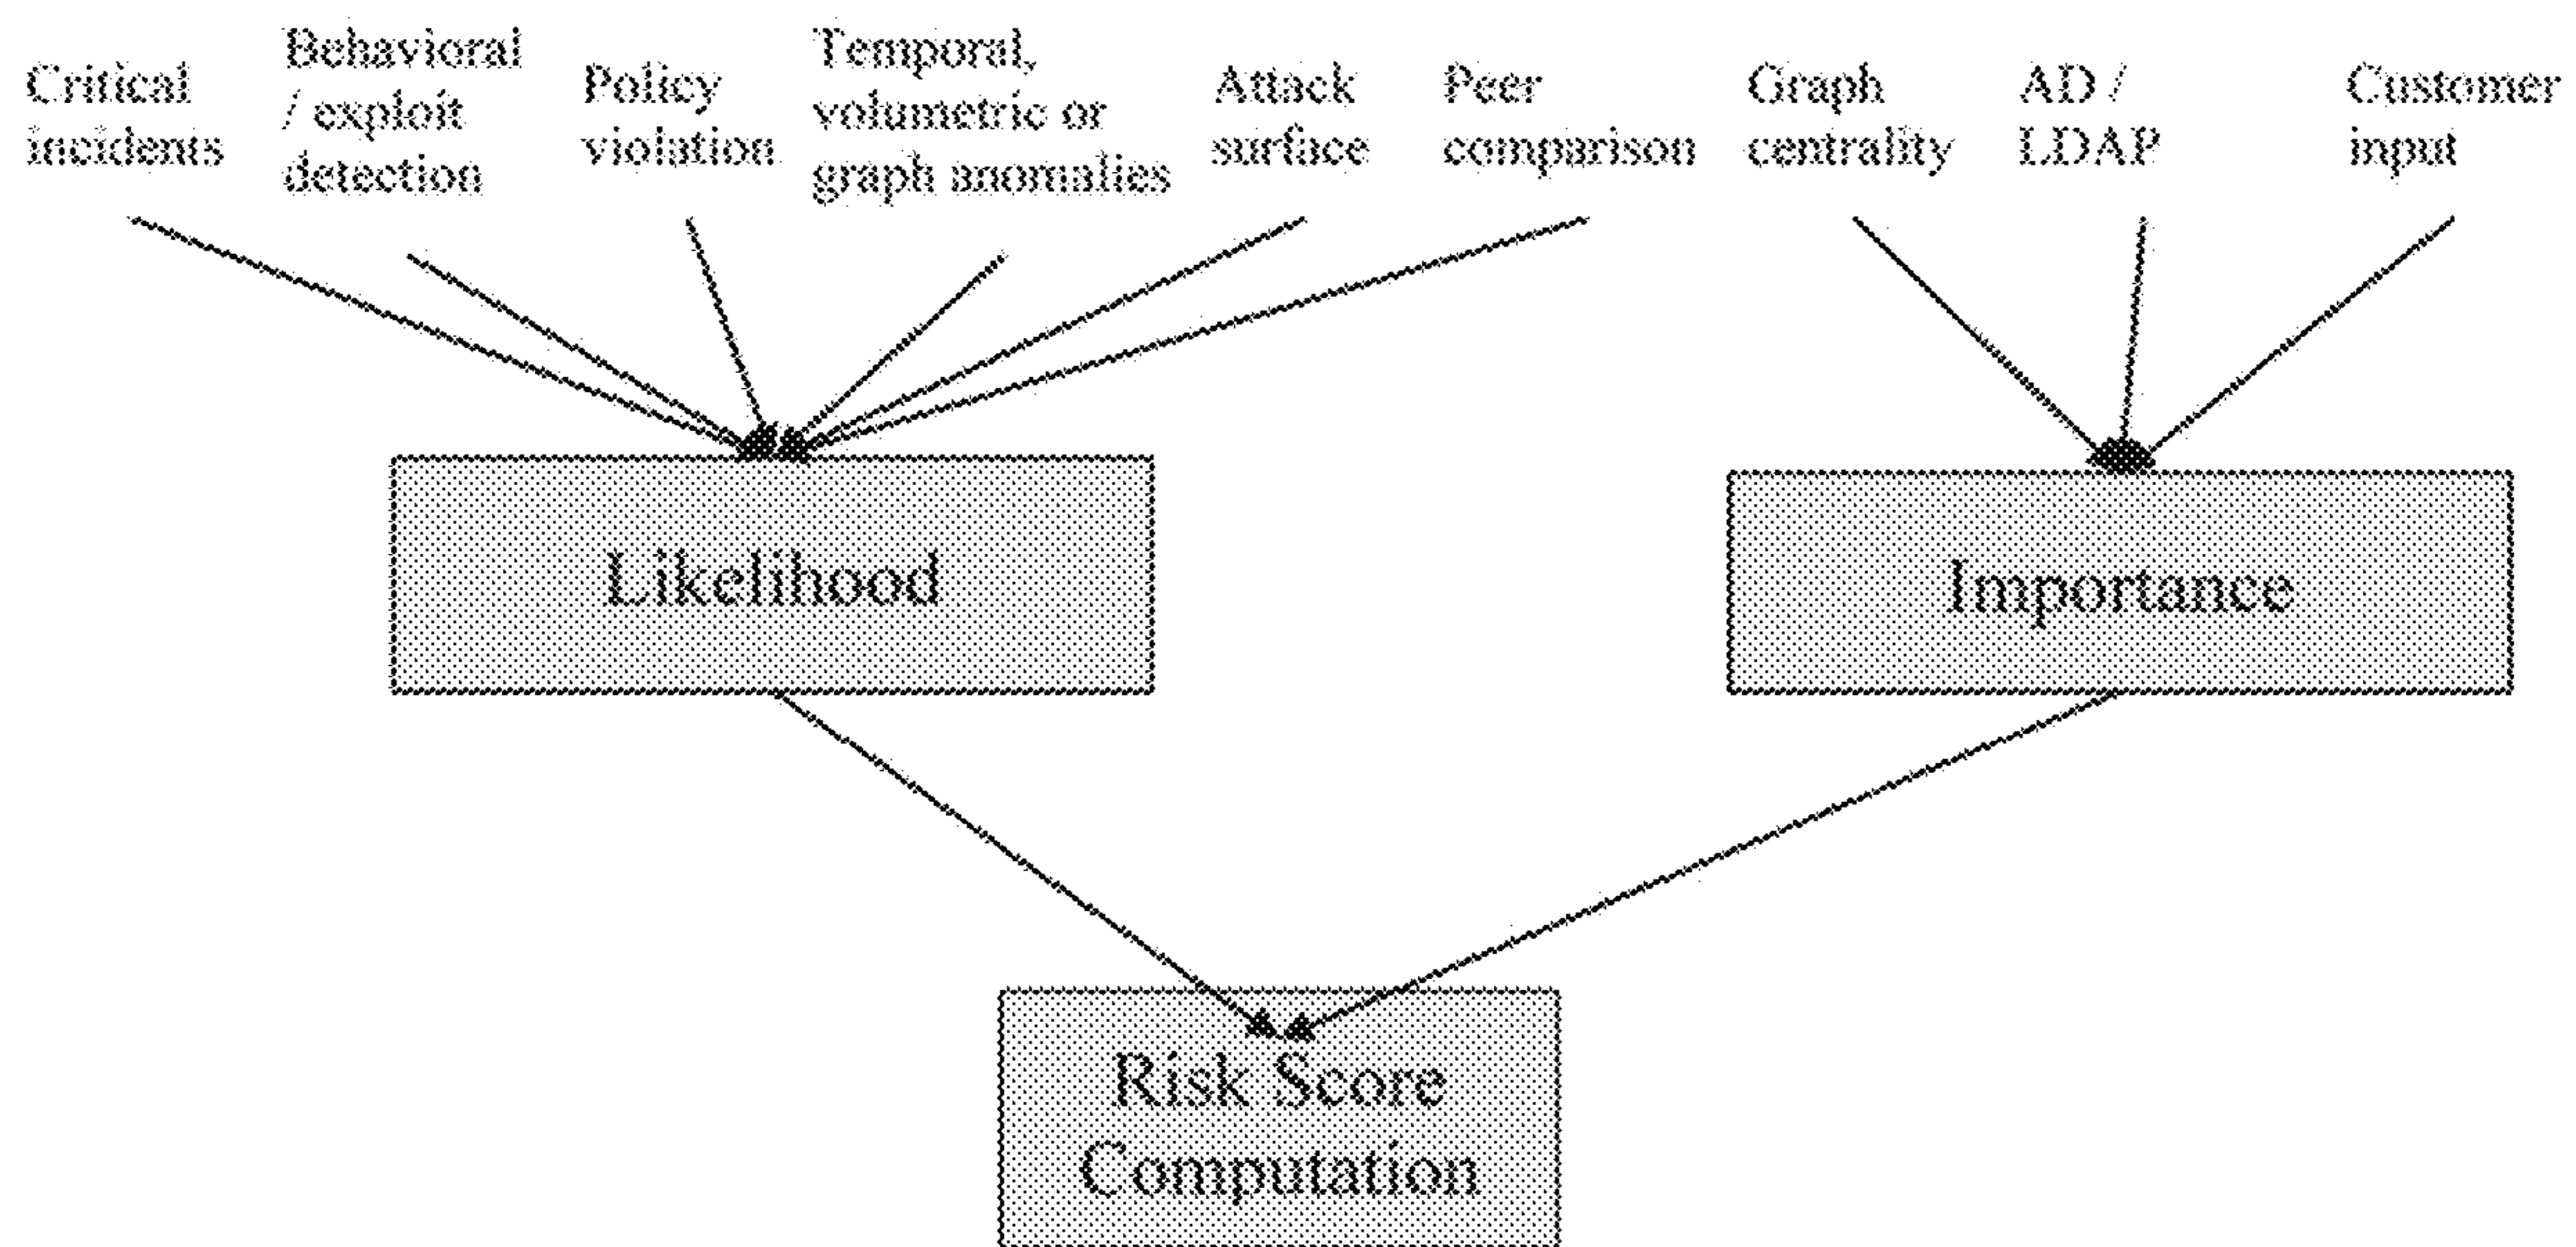 Critical
incidents
Behavioral
/ exploit
detection
Policy
violation
Temporal,
volumetric or
graph anomalies
Attack
surface
Peer
comparison
Graph
centrality
AD /
LDAP
Customer
input
Likelihood
Importance
Risk Score
Computation